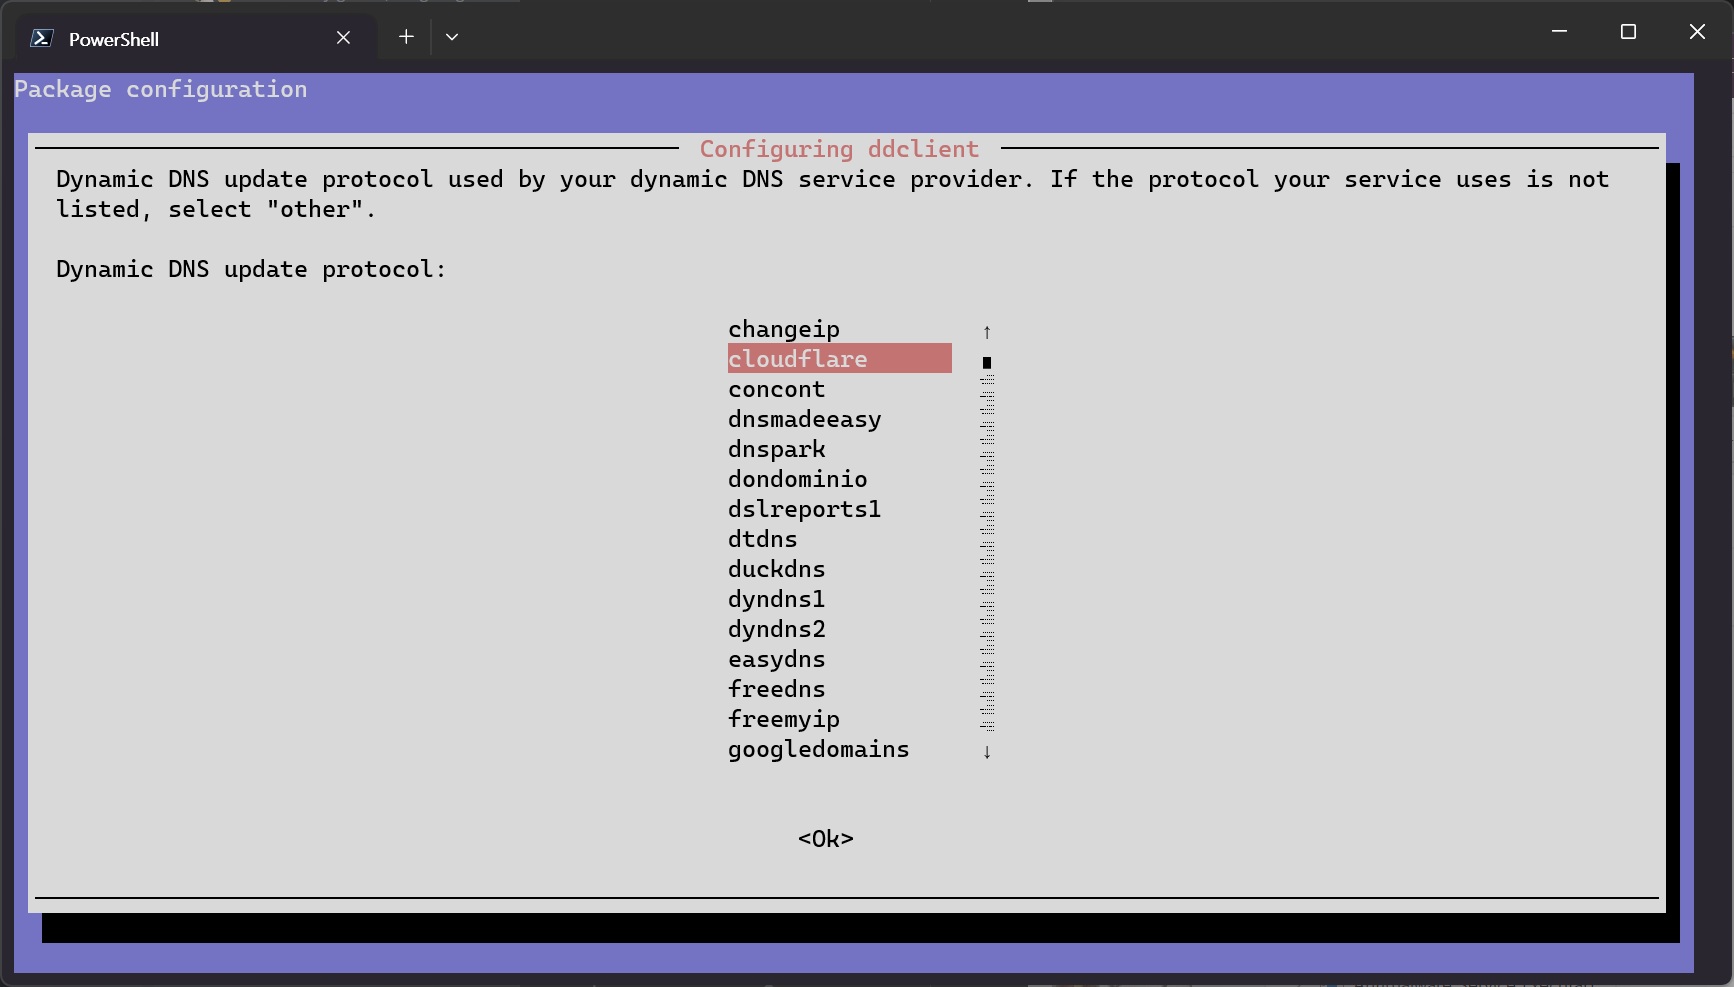 PowerShell
Package configuration
Configuring ddclient
Dynamic DNS update protocol used by your dynamic DNS service provider. If the protocol your service uses is not
listed, select "other".
Dynamic DNS update protocol:
changeip
cloudflare
concont
dnsmadeeasy
dnspark
dondominio
dslreports1
dtdns
duckdns
dyndns1
dyndns2
easydns
freedns
freemyip
googledomains
<Ok>